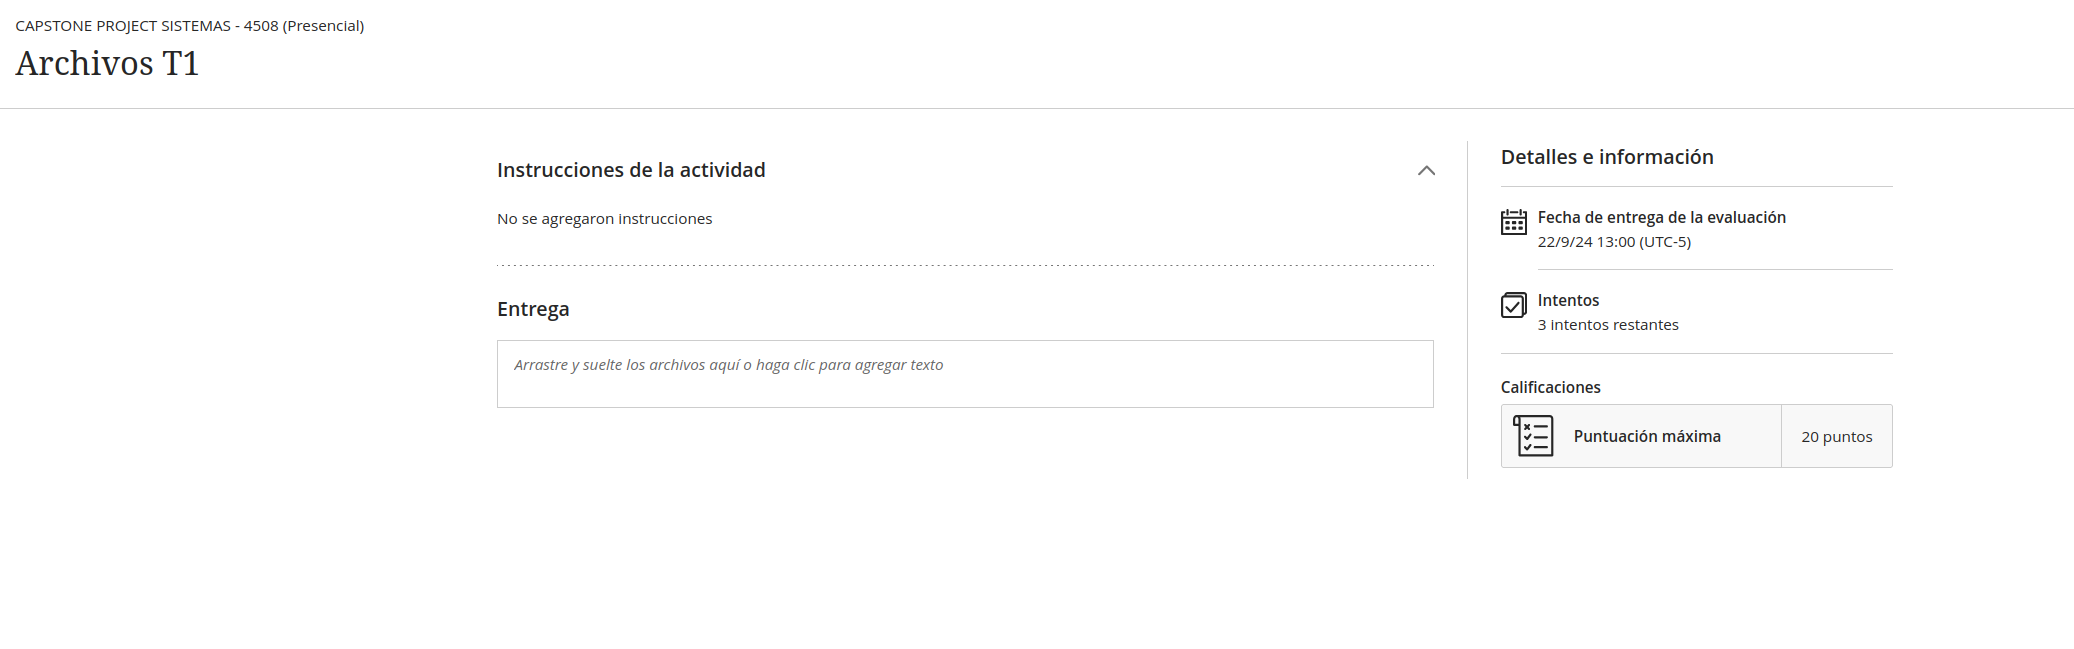 CAPSTONE PROJECT SISTEMAS - 4508 (Presencial)
Archivos T1
Instrucciones de la actividad
No se agregaron instrucciones
Entrega
Arrastre y suelte los archivos aquí o haga clic para agregar texto
Detalles e información
Fecha de entrega de la evaluación
22/9/24 13:00 (UTC-5)
Intentos
3 intentos restantes
Calificaciones
Puntuación máxima
20 puntos